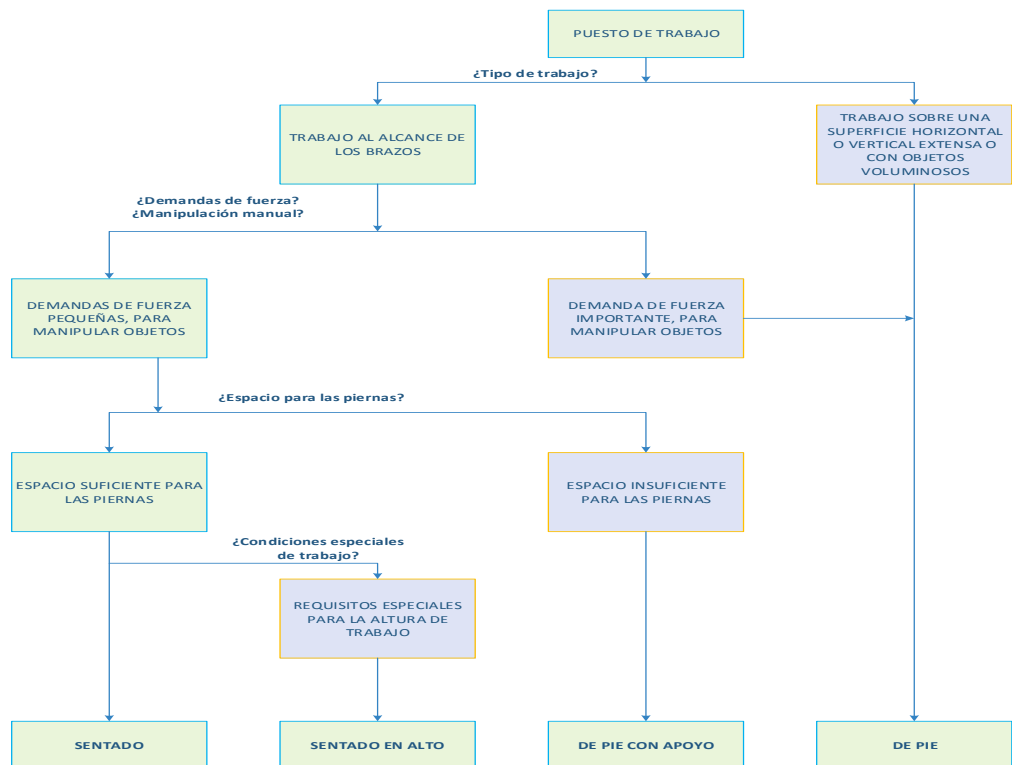 PUESTO DE TRABAJO
¿Tipo de trabajo?
TRABAJO AL ALCANCE DE
LOS BRAZOS
TRABAJO SOBRE UNA
SUPERFICIE HORIZONTAL
O VERTICAL EXTENSA O
CON OBJETOS
VOLUMINOSOS
¿Demandas de fuerza?
¿Manipulación manual?
DEMANDAS DE FUERZA
PEQUEÑAS, PARA
MANIPULAR OBJETOS
DEMANDA DE FUERZA
IMPORTANTE, PARA
MANIPULAR OBJETOS
¿Espacio para las piernas?
ESPACIO SUFICIENTE PARA
LAS PIERNAS
ESPACIO INSUFICIENTE
PARA LAS PIERNAS
¿Condiciones especiales
de trabajo?
REQUISITOS ESPECIALES
PARA LA ALTURA DE
TRABAJO
SENTADO
SENTADO EN ALTO
DE PIE CON APOYO
DE PIE